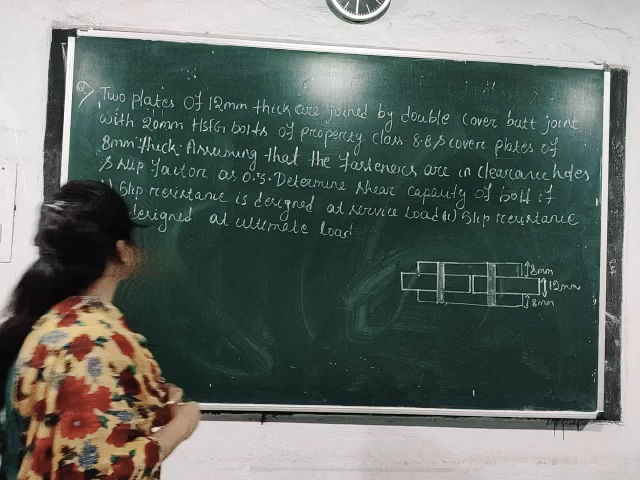 Q) Two plates of 12mm thick are joined by double cover butt joint
with 20mm HSFG bolts of property class 8.8 & cover plates of
8mm thick. Assuming that the fasteners are in clearance holes
& slip factor as 0.5. Determine shear capacity of bolt if
i) Slip resistance is designed at service load (ii) Slip resistance
designed at ultimate load
8mm
12mm
8mm